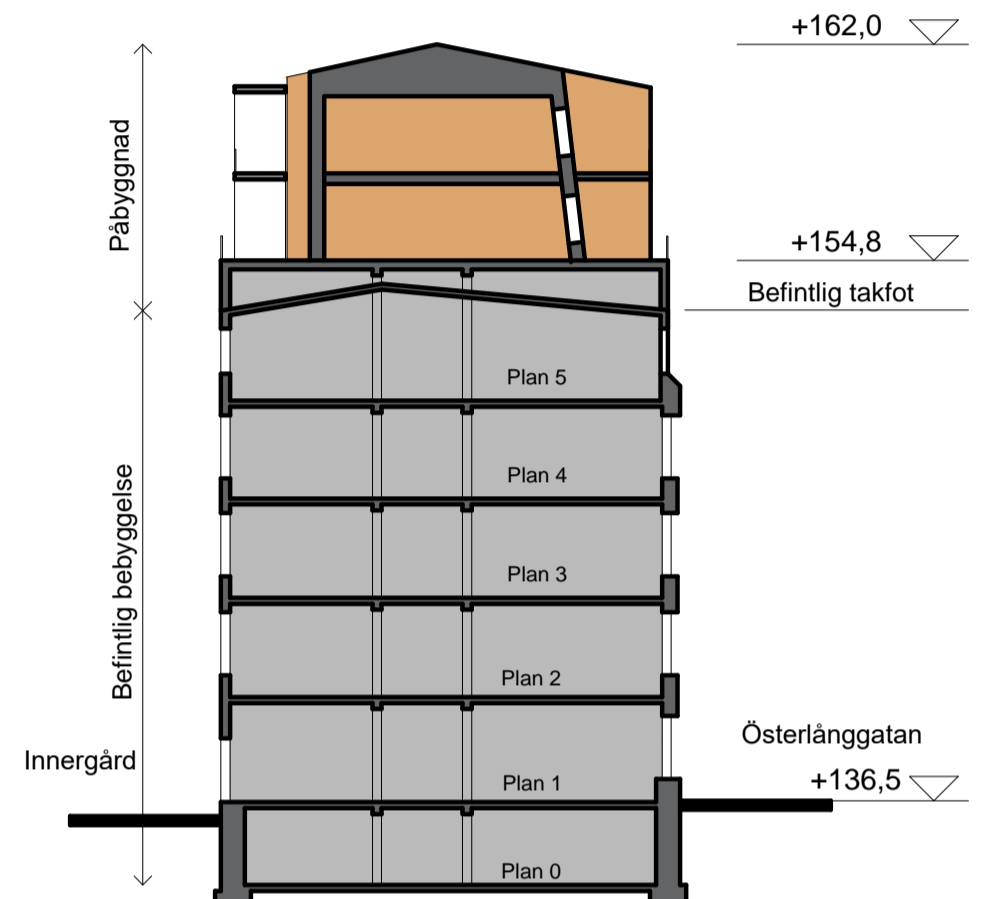 +162,0
Påbyggnad
+154,8
Befintlig takfot
Plan 5
Plan 4
Befintlig bebyggelse
Plan 3
Plan 2
Österlånggatan
Innergård
+136,5
Plan 1
Plan 0